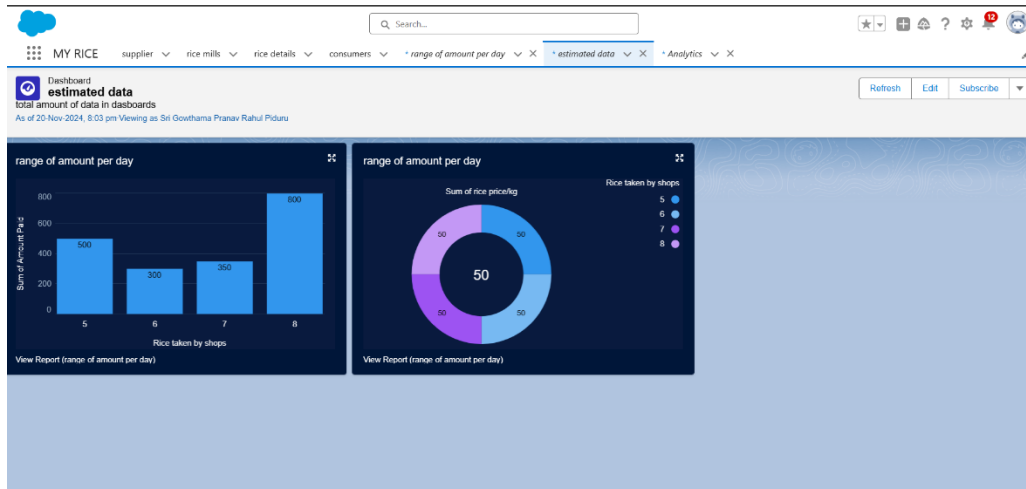 Search...
12
MY RICE
supplier
rice mills
rice details
consumers
* range of amount per day
* estimated data
* Analytics
Dashboard
estimated data
total amount of data in dasboards
As of 20-Nov-2024, 8:03 pm Viewing as Sri Gowthama Pranav Rahul Piduru
Refresh
Edit
Subscribe
range of amount per day
Sum of Amount Paid
800
600
400
200
0
500
300
350
800
5
6
7
8
Rice taken by shops
View Report (range of amount per day)
range of amount per day
Sum of rice price/kg
50
50
50
50
50
Rice taken by shops
5
6
7
8
View Report (range of amount per day)